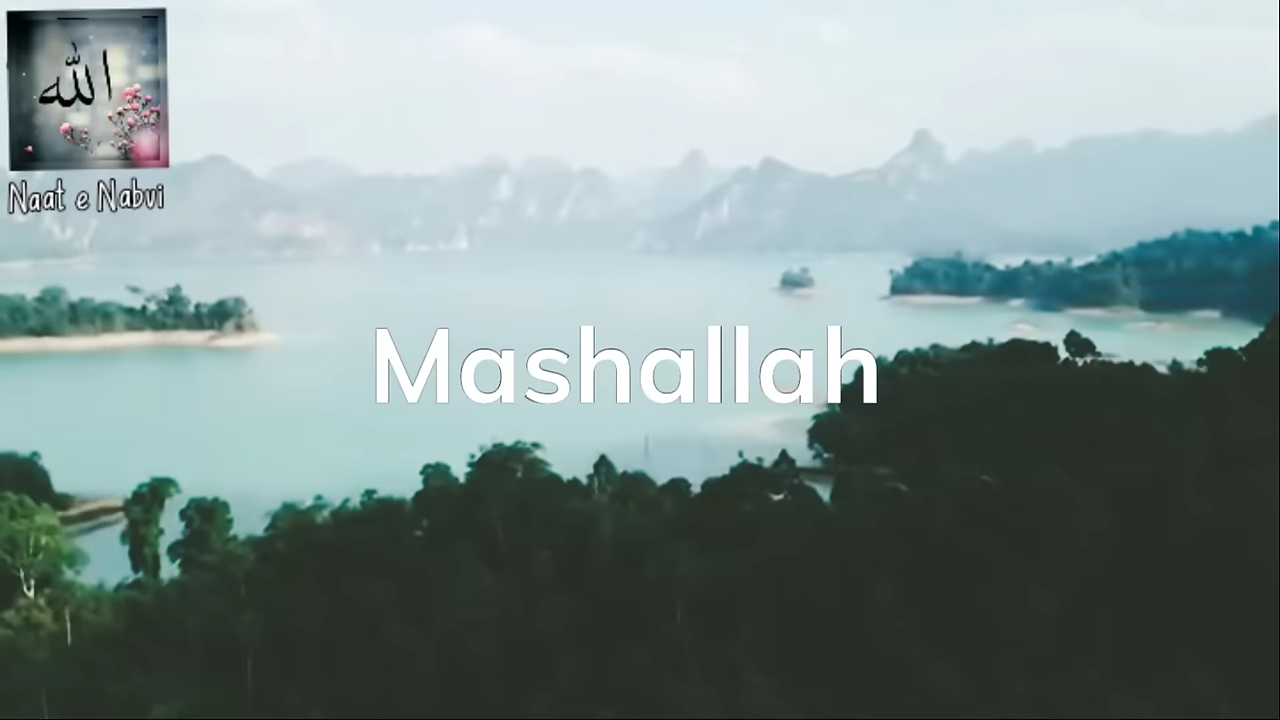 الله
Naat e Nabvi
Mashallah